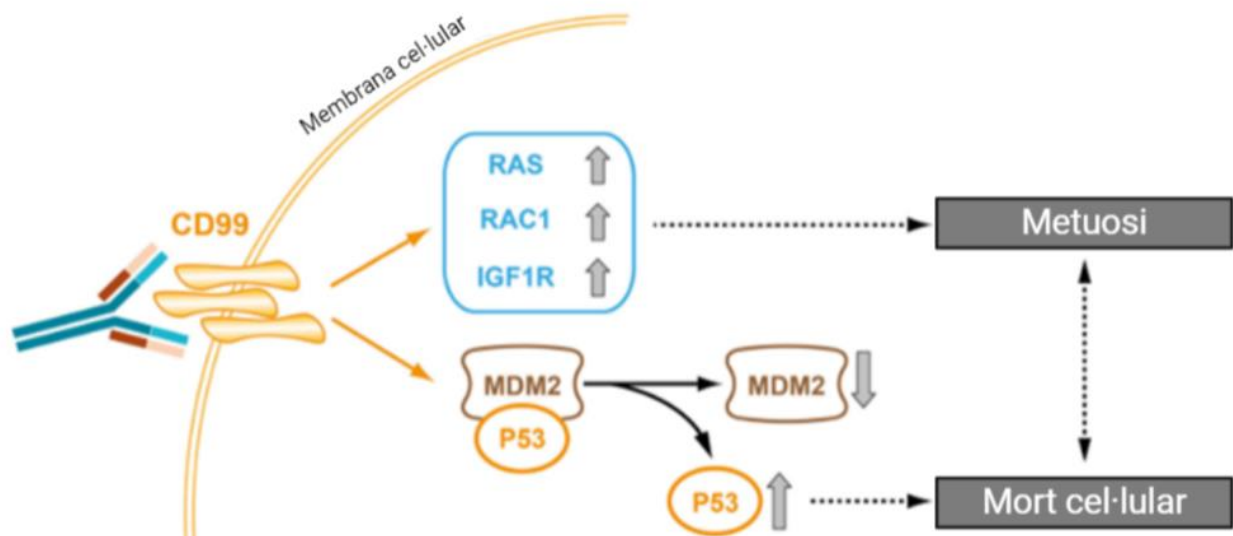 Membrana cel·lular
CD99
RAS
RAC1
IGF1R
Metuosi
MDM2
P53
MDM2
P53
Mort cel·lular